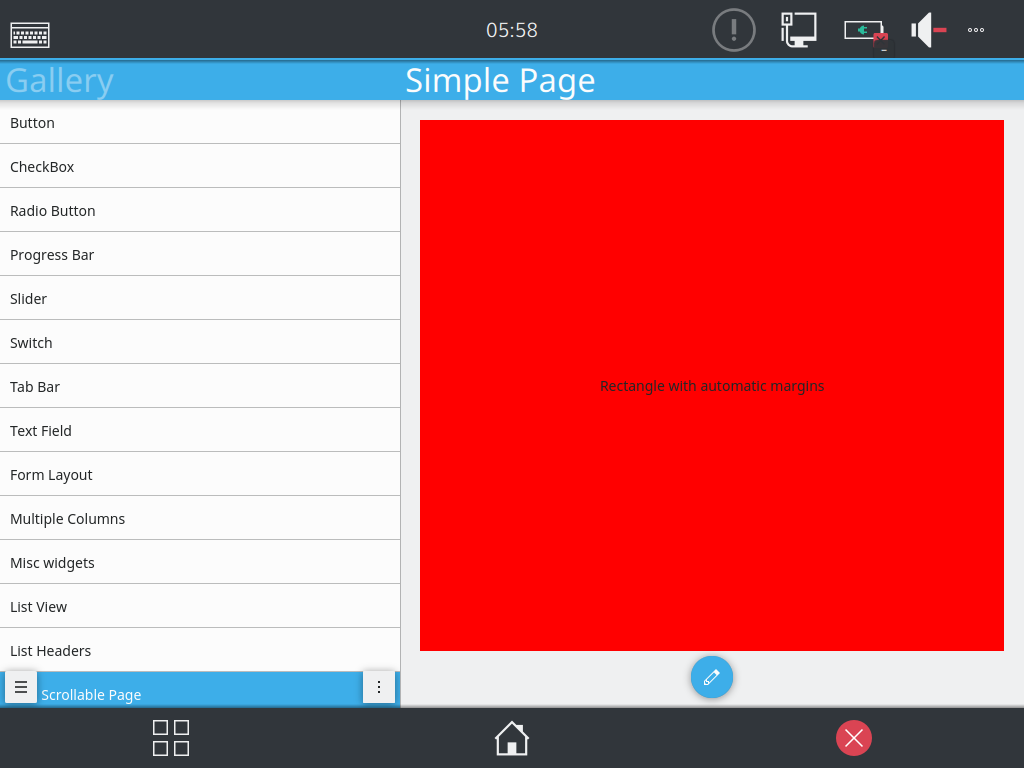 05:58
Gallery
Simple Page
Button
CheckBox
Radio Button
Progress Bar
Slider
Switch
Tab Bar
Text Field
Form Layout
Multiple Columns
Misc widgets
List View
List Headers
Scrollable Page
Rectangle with automatic margins